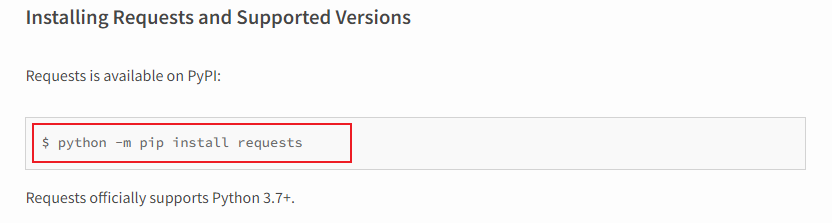 Installing Requests and Supported Versions
Requests is available on PyPI:
$ python -m pip install requests
Requests officially supports Python 3.7+.